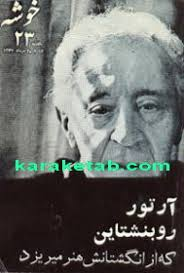 خوشه
۲۳
karaketab.com
آرتور
روبنشتاین
که از انگشتانش هنر میریزد